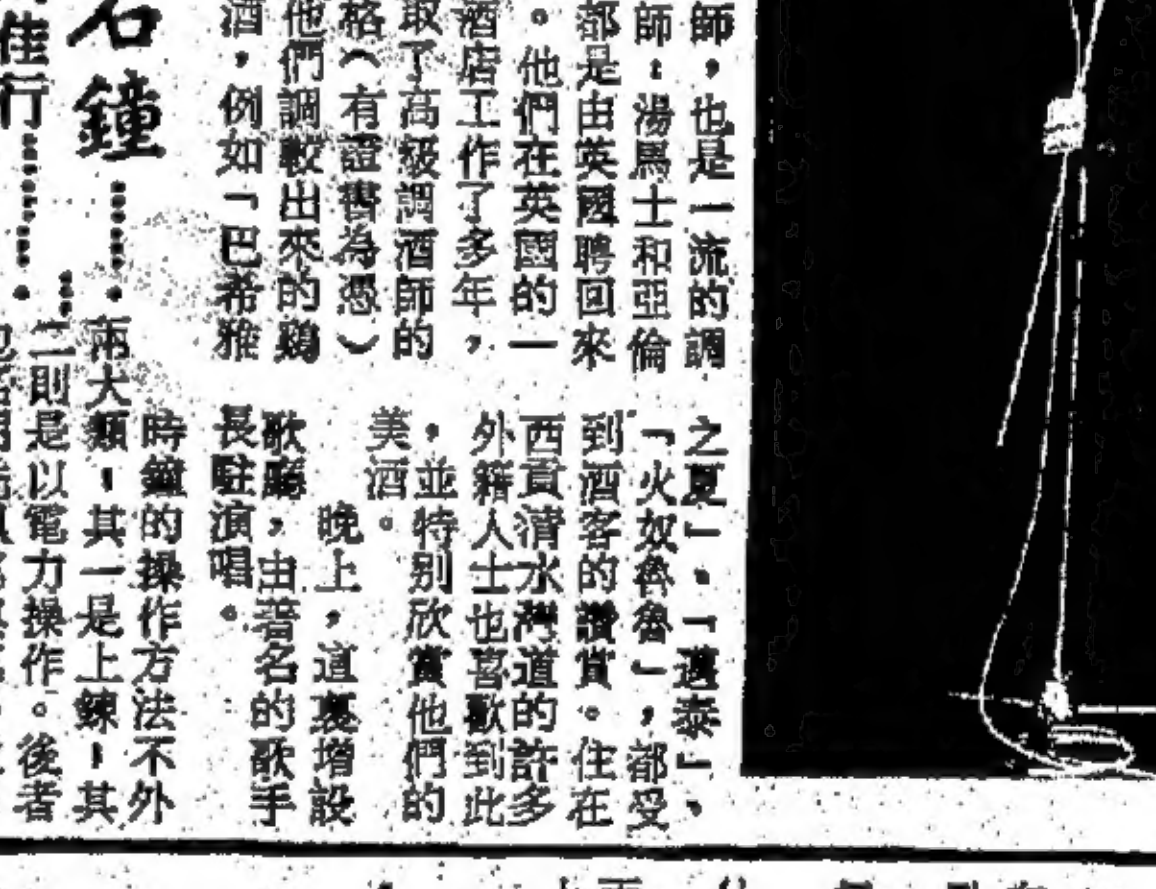 師，也是一流的調
師：湯馬士和亞倫
都是由英國聘回來
。他們在英國的一
酒店工作了多年，
取了高級調酒師的
格（有證書為憑）
他們調較出來的鷄
酒，例如「巴希雅
之夏」、「邁泰」、
「火奴魯魯」，都受
到酒客的讚賞。住在
西貢清水灣道的許多
外籍人士也喜歡到此
，並特別欣賞他們的
美酒。
晚上，這裏增設
歌廳，由著名的歌手
長駐演唱。
石鐘
佳行
時鐘的操作方法不外
兩大類，其一是上鍊，其
二則是以電力操作。後者